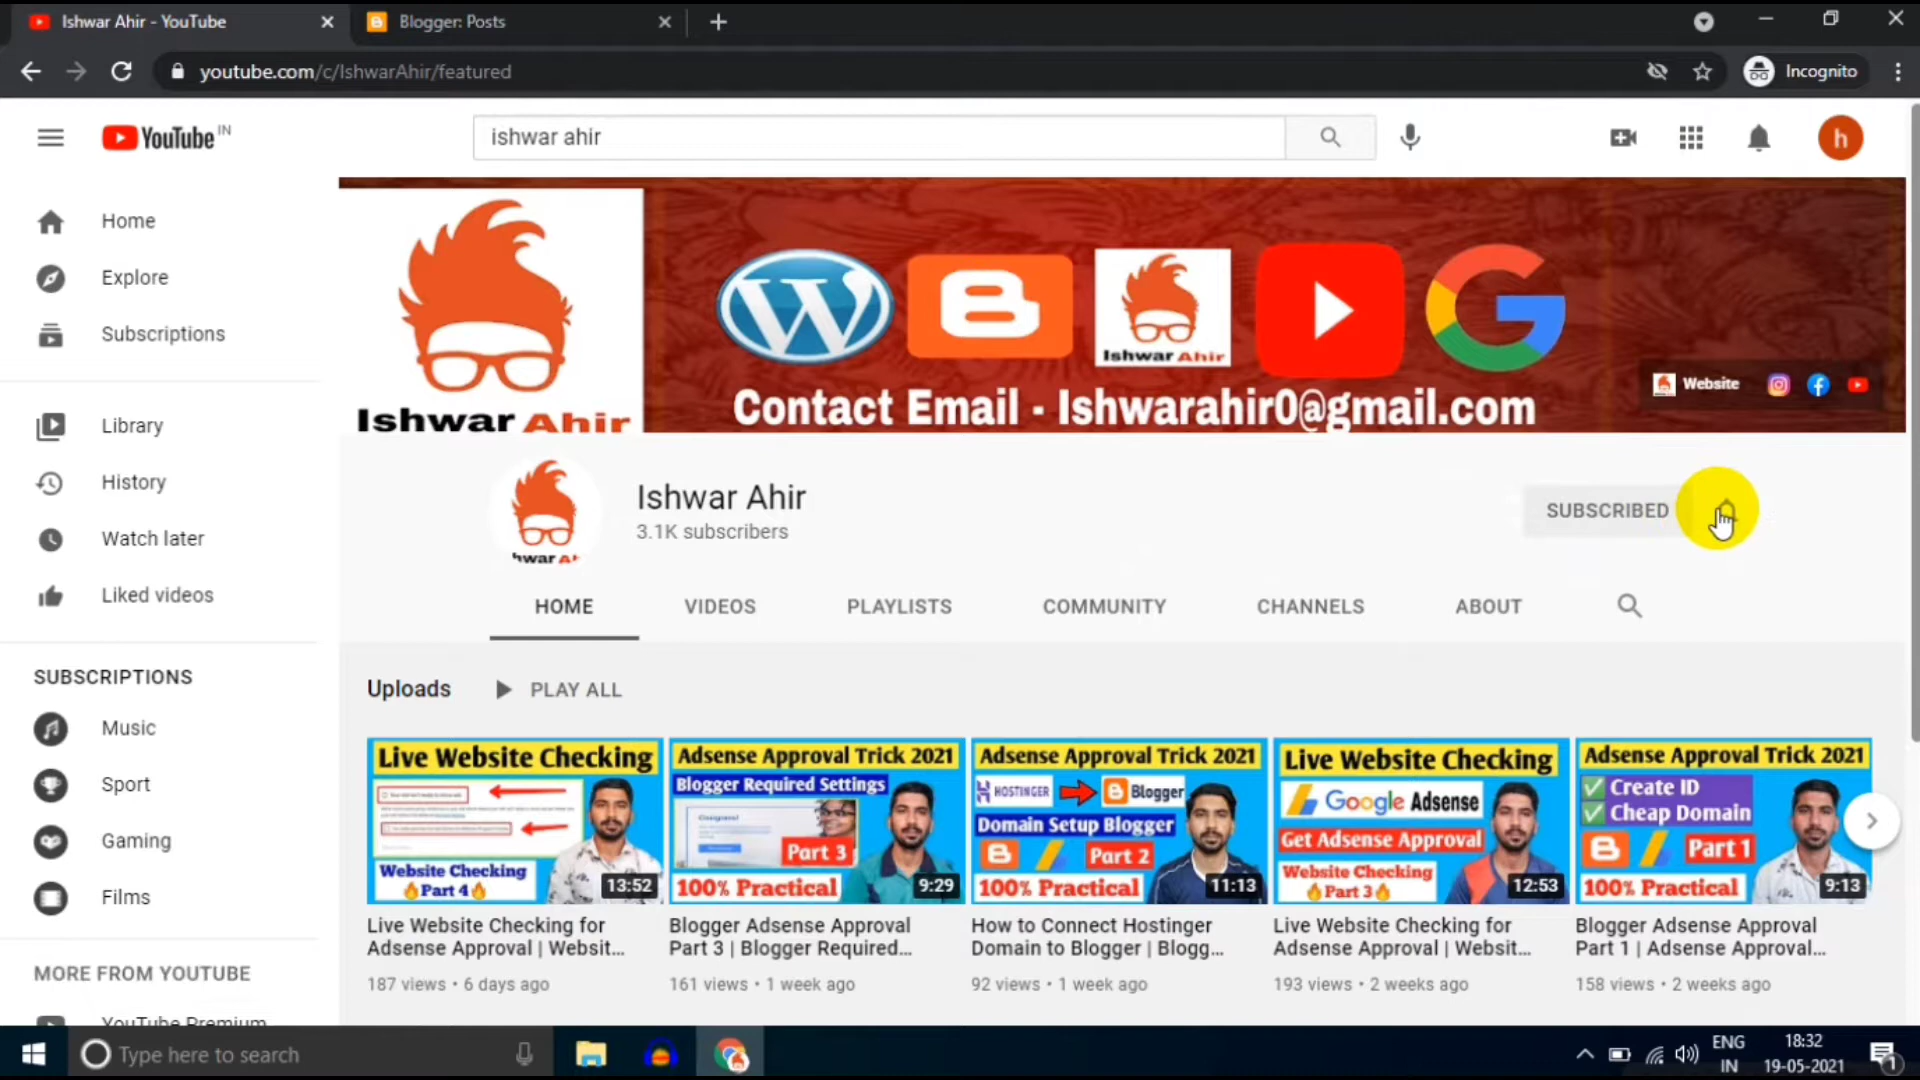 Ishwar Ahir - YouTube
Blogger: Posts
youtube.com/c/IshwarAhir/featured
Incognito
YouTube IN
ishwar ahir
h
Home
Explore
Subscriptions
Library
History
Watch later
Liked videos
SUBSCRIPTIONS
Music
Sport
Gaming
Films
MORE FROM YOUTUBE
YouTube Premium
Ishwar Ahir
Ishwar Ahir
Contact Email - Ishwarahir0@gmail.com
Website
Ishwar Ahir
3.1K subscribers
SUBSCRIBED
HOME
VIDEOS
PLAYLISTS
COMMUNITY
CHANNELS
ABOUT
Uploads
PLAY ALL
Live Website Checking
Website Checking
Part 4
13:52
Live Website Checking for
Adsense Approval | Websit...
187 views • 6 days ago
Adsense Approval Trick 2021
Blogger Required Settings
Part 3
100% Practical
9:29
Blogger Adsense Approval
Part 3 | Blogger Required...
161 views • 1 week ago
Adsense Approval Trick 2021
HOSTINGER
Blogger
Domain Setup Blogger
Part 2
100% Practical
11:13
How to Connect Hostinger
Domain to Blogger | Blogg...
92 views • 1 week ago
Live Website Checking
Google Adsense
Get Adsense Approval
Website Checking
Part 3
12:53
Live Website Checking for
Adsense Approval | Websit...
193 views • 2 weeks ago
Adsense Approval Trick 2021
Create ID
Cheap Domain
Part 1
100% Practical
9:13
Blogger Adsense Approval
Part 1 | Adsense Approval...
158 views • 2 weeks ago
Type here to search
ENG
IN
18:32
19-05-2021
1